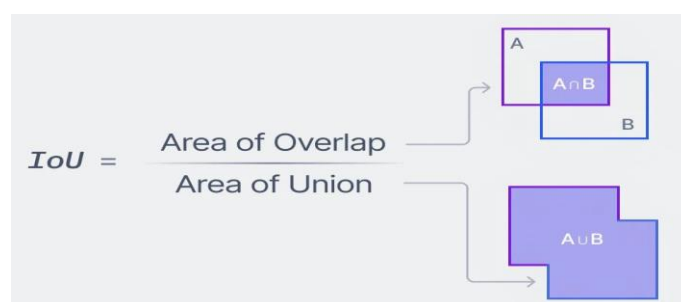 IoU =
Area of Overlap
Area of Union
A
A∩B
B
A∪B